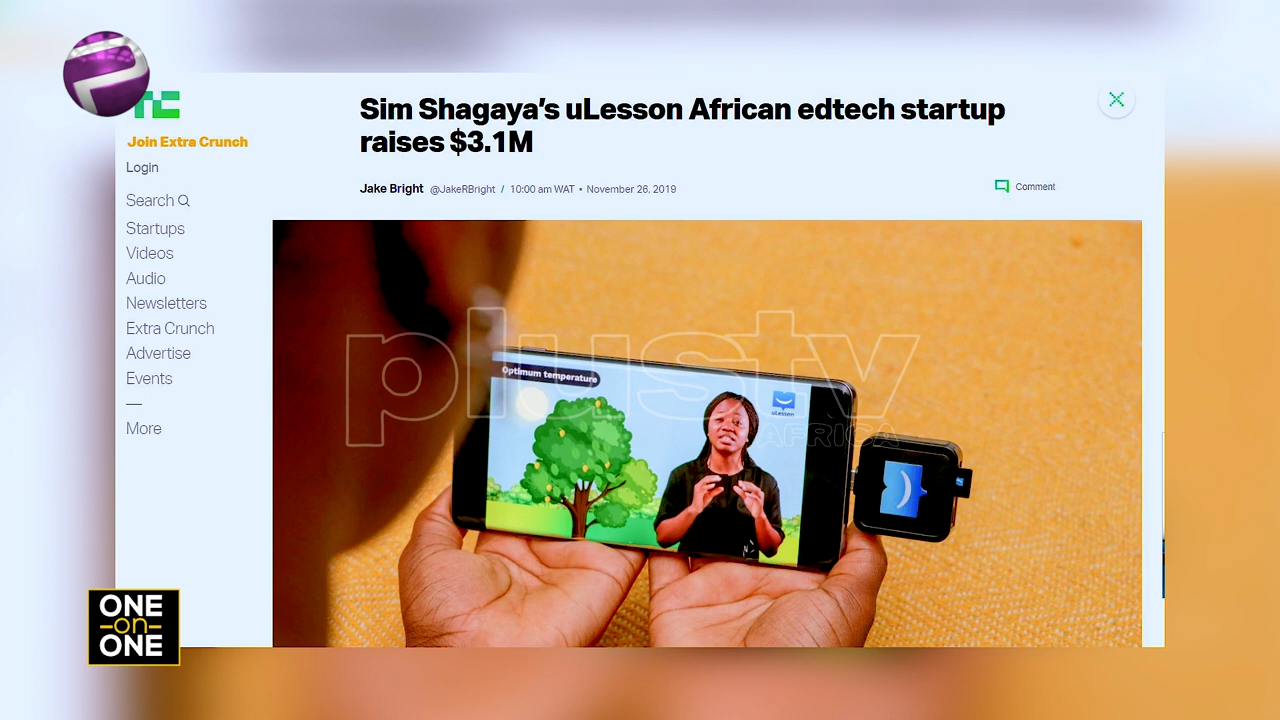 Sim Shagaya's uLesson African edtech startup
raises $3.1M
Join Extra Crunch
Login
Jake Bright @JakeRBright / 10:00 am WAT • November 26, 2019
Comment
Search
Startups
Videos
Audio
Newsletters
Extra Crunch
Advertise
Events
More
Optimum temperature
uLesson
plustv
AFRICA
ONE
-on-
ONE